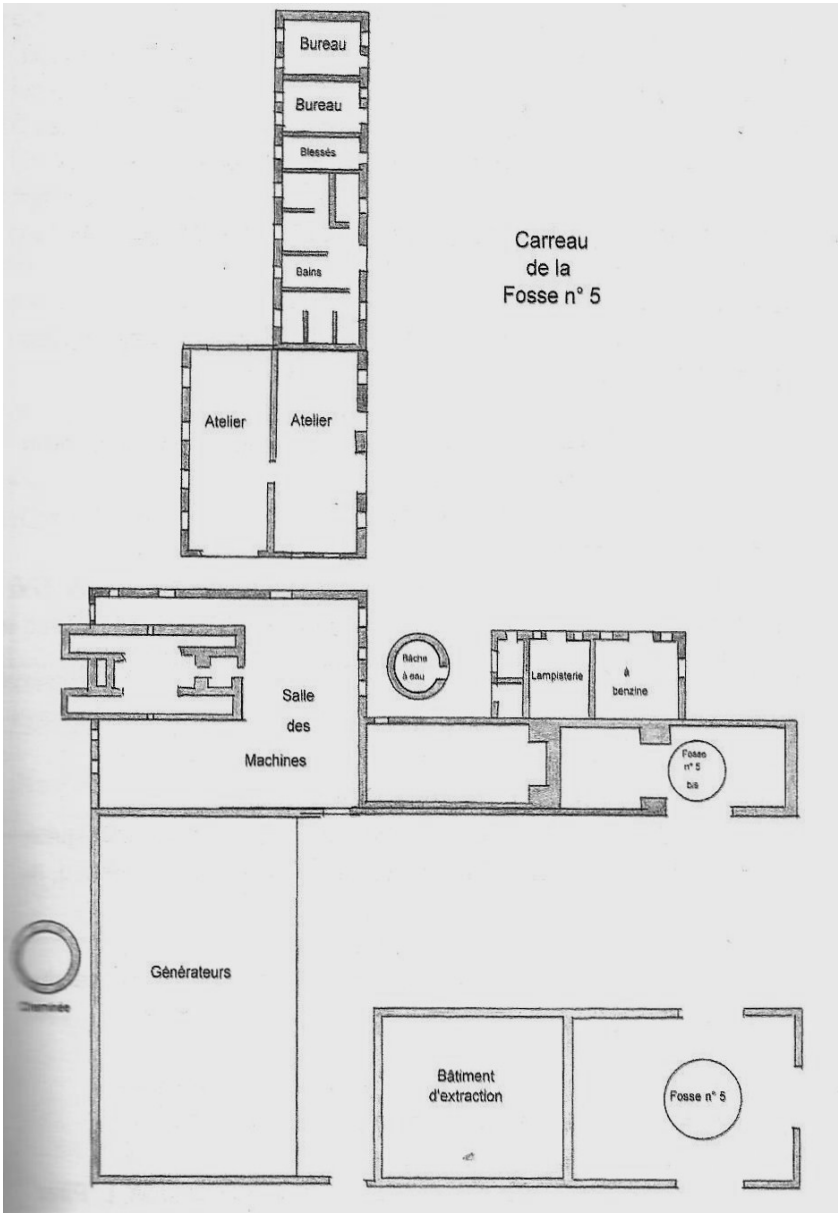 Bureau
Bureau
Blessés
Carreau
de la
Fosse n° 5
Bains
Atelier
Atelier
Bâche
à eau
Lampisterie
à
benzine
Salle
des
Machines
Fosse
n° 5
bis
Générateurs
Cheminée
Bâtiment
d'extraction
Fosse n° 5